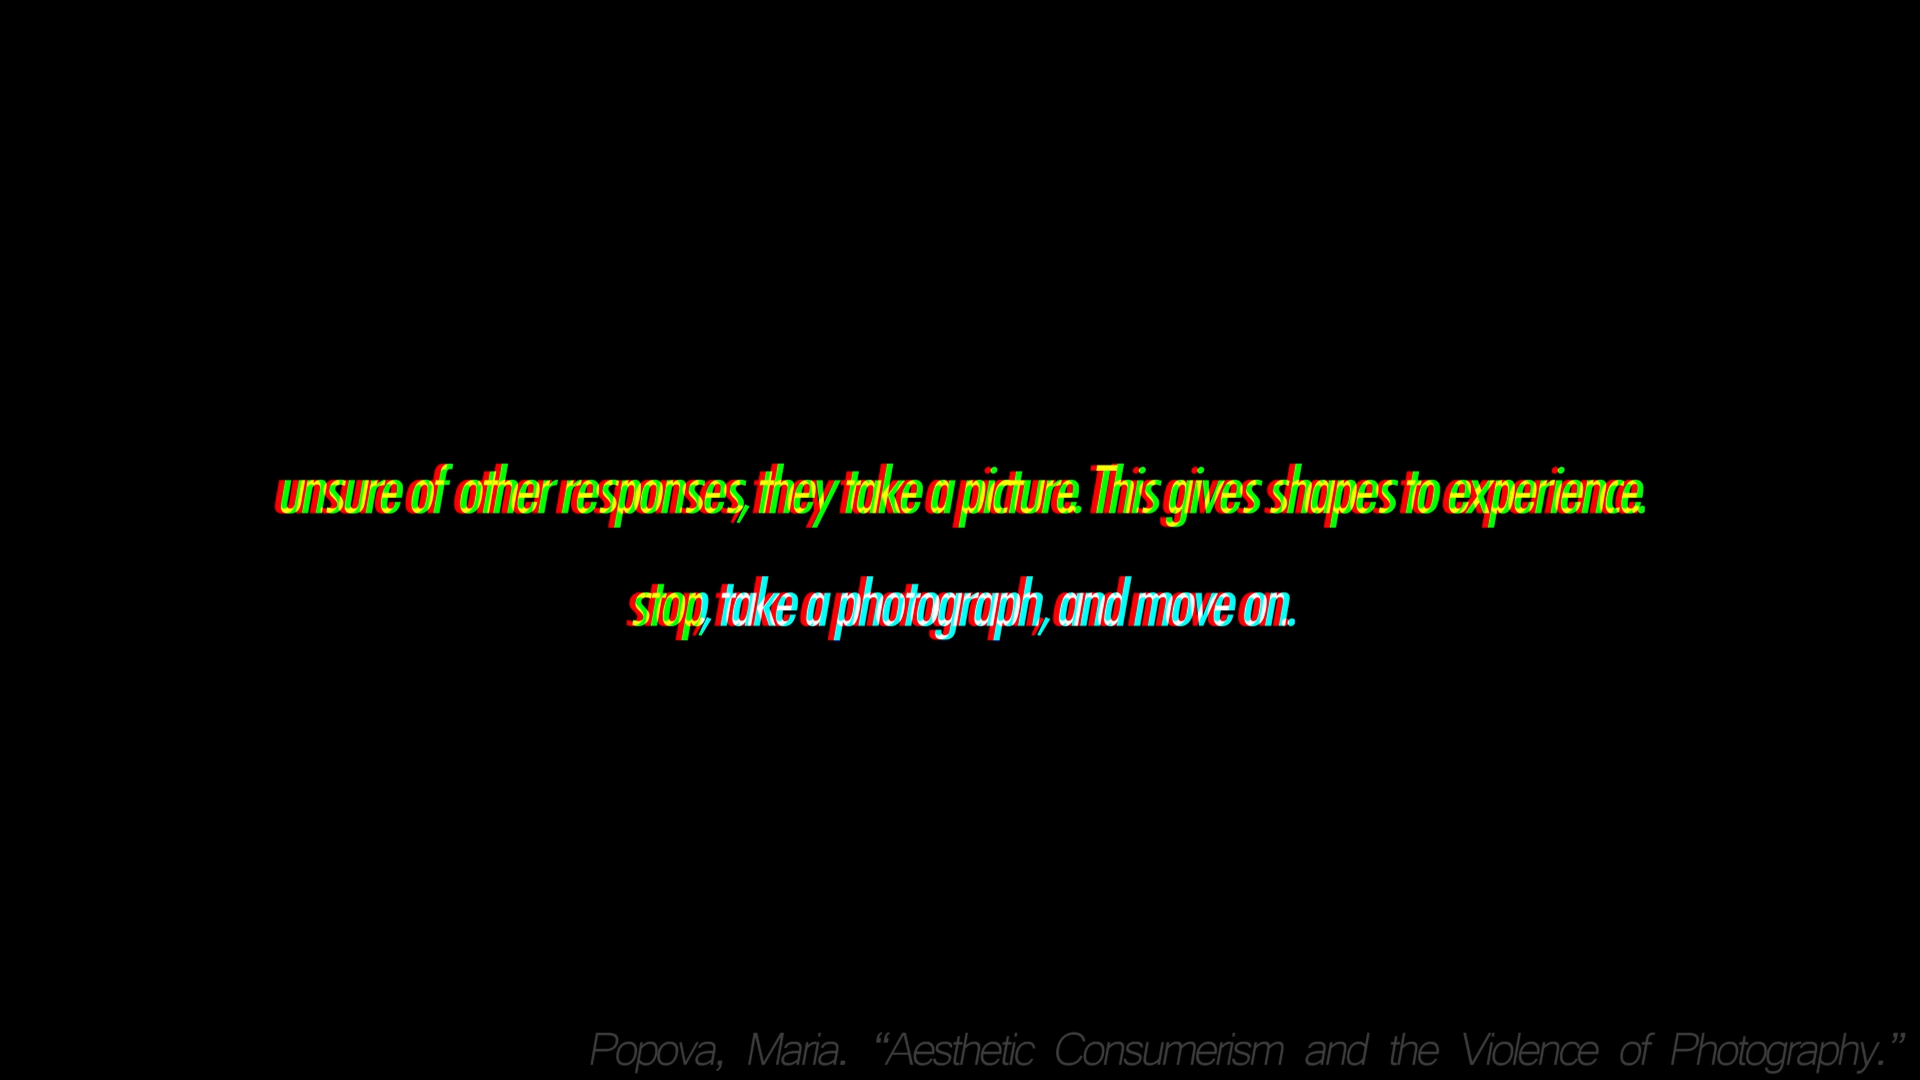 unsure of other responses, they take a picture. This gives shapes to experience.
stop, take a photograph, and move on.
Popova, Maria. “Aesthetic Consumerism and the Violence of Photography.”